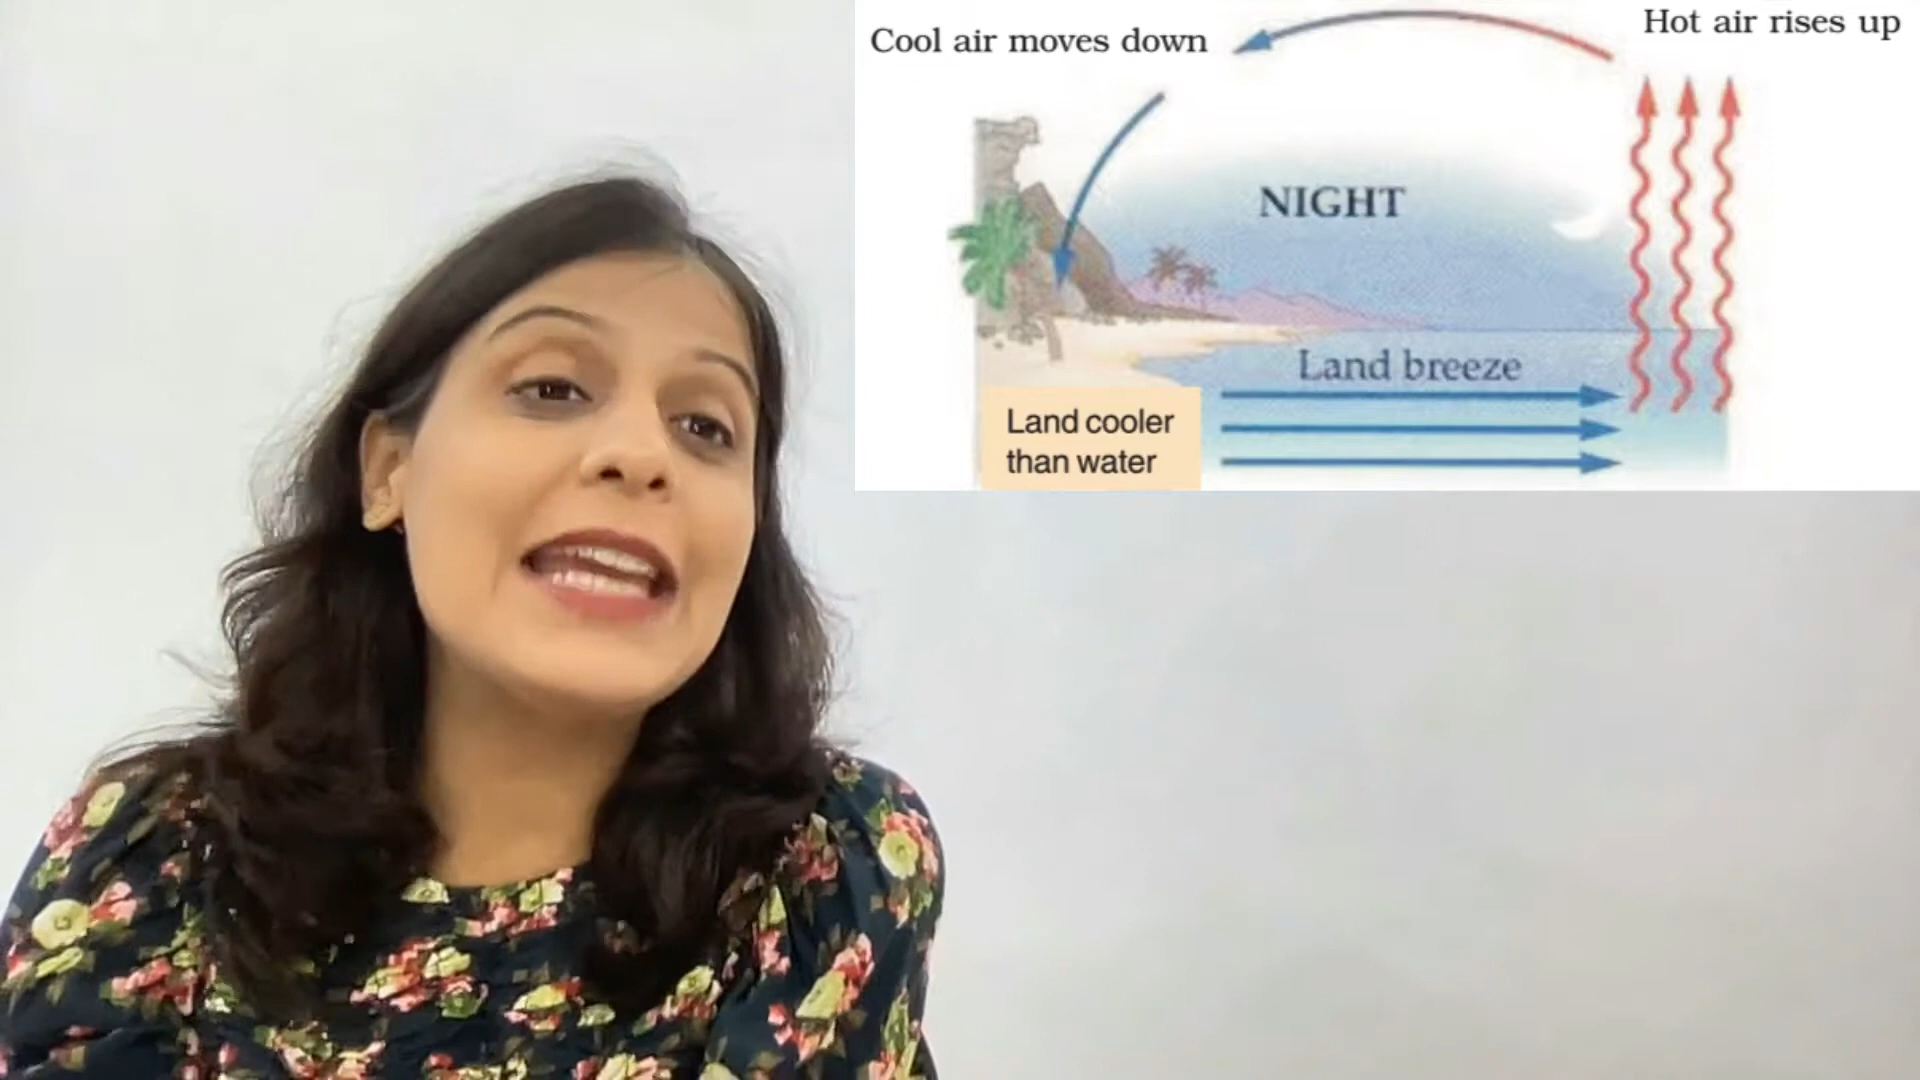 Cool air moves down
Hot air rises up
NIGHT
Land breeze
Land cooler
than water